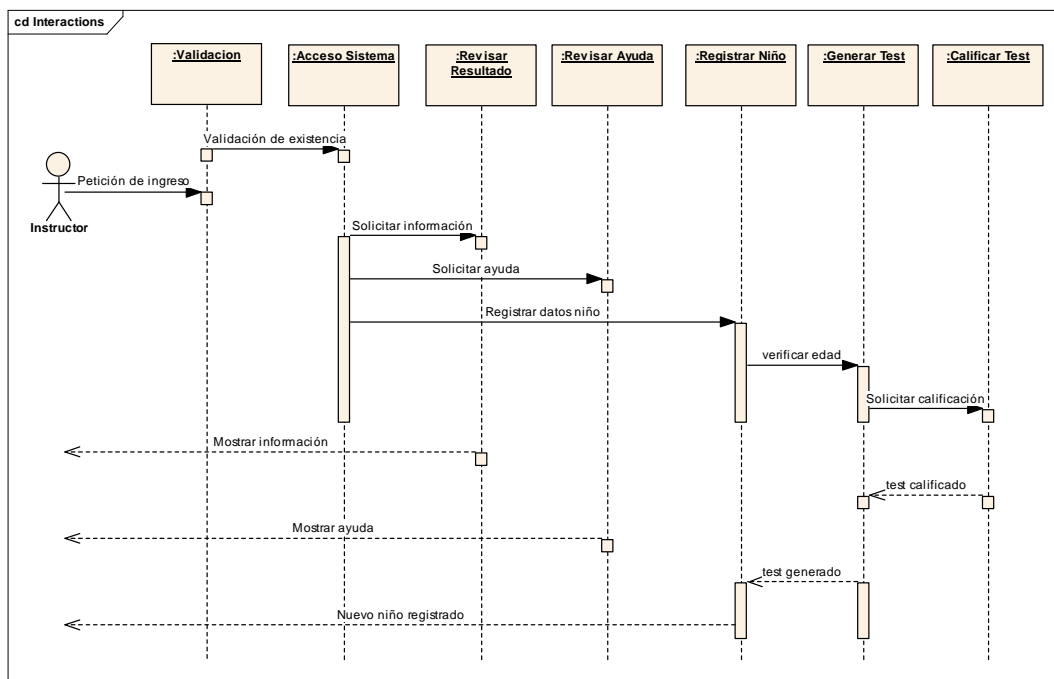 cd Interactions
:Validacion
:Acceso Sistema
:Revisar
Resultado
:Revisar Ayuda
:Registrar Niño
:Generar Test
:Calificar Test
Validación de existencia
Petición de ingreso
Instructor
Solicitar información
Solicitar ayuda
Registrar datos niño
verificar edad
Solicitar calificación
Mostrar información
test calificado
Mostrar ayuda
test generado
Nuevo niño registrado